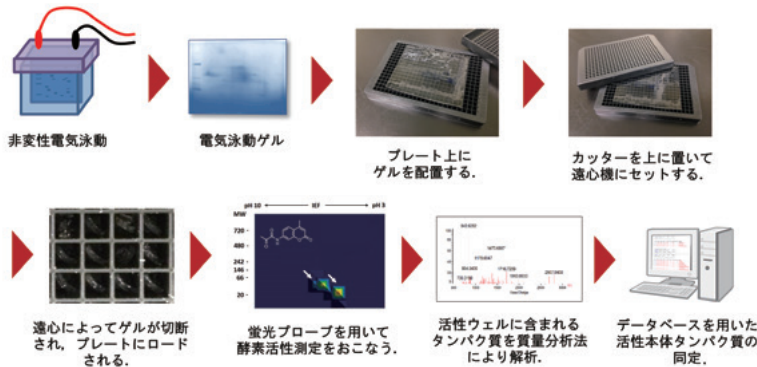 非変性電気泳動
電気泳動ゲル
プレート上に
ゲルを配置する.
カッターを上に置いて
遠心機にセットする.
遠心によってゲルが切断
され，プレートにロード
される.
pH 10
IEF
pH 3
MW
720
480
242
146
66
20
蛍光プローブを用いて
酵素活性測定をおこなう.
活性ウェルに含まれる
タンパク質を質量分析法
により解析.
データベースを用いた
活性本体タンパク質の
同定.